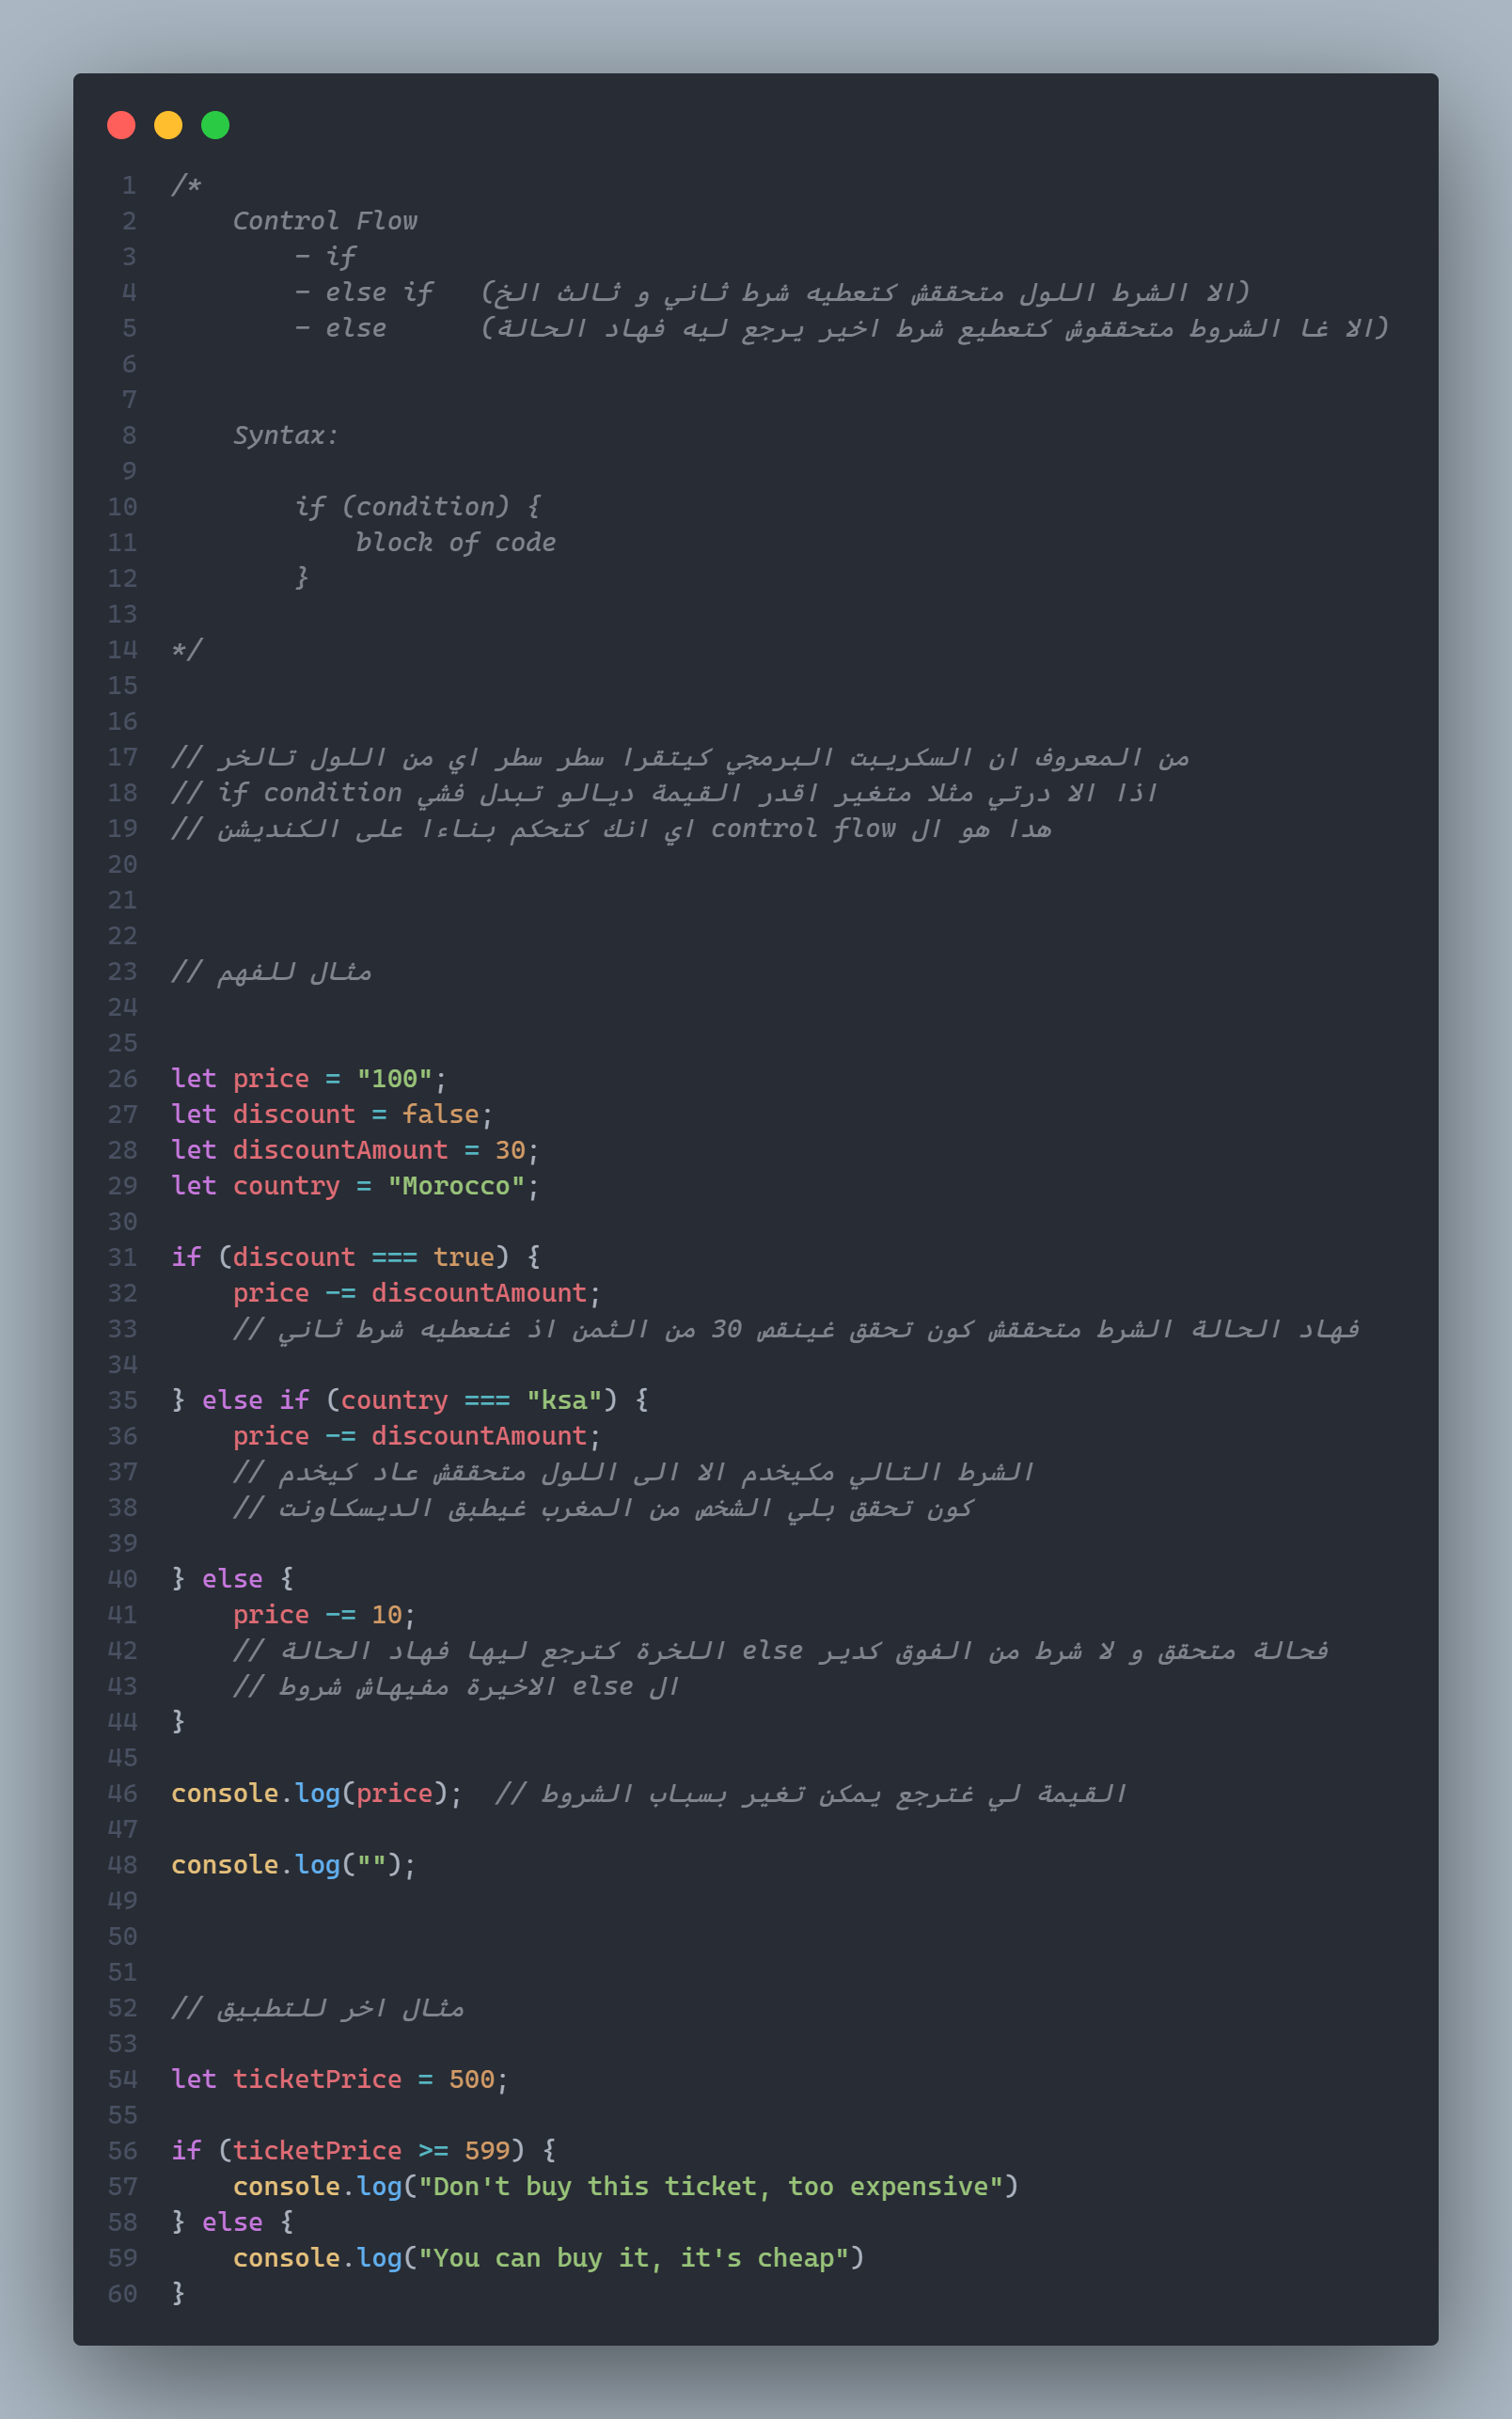 1 /*
2 Control Flow
3 - if
4 - else if (الا الشرط اللول متحققش كتعطيه شرط ثاني و ثالث الخ)
5 - else (الا غا الشروط متحققوش كتعطيع شرط اخير يرجع ليه فهاد الحالة)
6
7
8 Syntax:
9
10 if (condition) {
11 block of code
12 }
13
14 */
15
16
17 // من المعروف ان السكريبت البرمجي كيتقرا سطر سطر اي من اللول تالخر
18 // if condition اذا الا درتي مثلا متغير اقدر القيمة ديالو تبدل فشي
19 // هدا هو ال control flow اي انك كتحكم بناءا على الكنديشن
20
21
22
23 // مثال للفهم
24
25
26 let price = "100";
27 let discount = false;
28 let discountAmount = 30;
29 let country = "Morocco";
30
31 if (discount === true) {
32 price -= discountAmount;
33 // فهاد الحالة الشرط متحققش كون تحقق غينقص 30 من الثمن اذ غنعطيه شرط ثاني
34
35 } else if (country === "ksa") {
36 price -= discountAmount;
37 // الشرط التالي مكيخدم الا الى اللول متحققش عاد كيخدم
38 // كون تحقق بلي الشخص من المغرب غيطبق الديسكاونت
39
40 } else {
41 price -= 10;
42 // فحالة متحقق و لا شرط من الفوق كدير else اللخرة كترجع ليها فهاد الحالة
43 // ال else الاخيرة مفيهاش شروط
44 }
45
46 console.log(price); // القيمة لي غترجع يمكن تغير بسباب الشروط
47
48 console.log("");
49
50
51
52 // مثال اخر للتطبيق
53
54 let ticketPrice = 500;
55
56 if (ticketPrice >= 599) {
57 console.log("Don't buy this ticket, too expensive")
58 } else {
59 console.log("You can buy it, it's cheap")
60 }